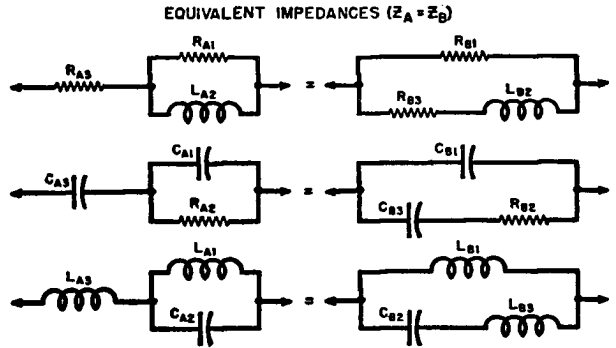 EQUIVALENT IMPEDANCES (ZA = ZB)
RA3 RA1 LA2 = RB1 RB3 LB2
CA3 CA1 RA2 = CB1 CB3 RB2
LA3 LA1 CA2 = LB1 CB2 LB3